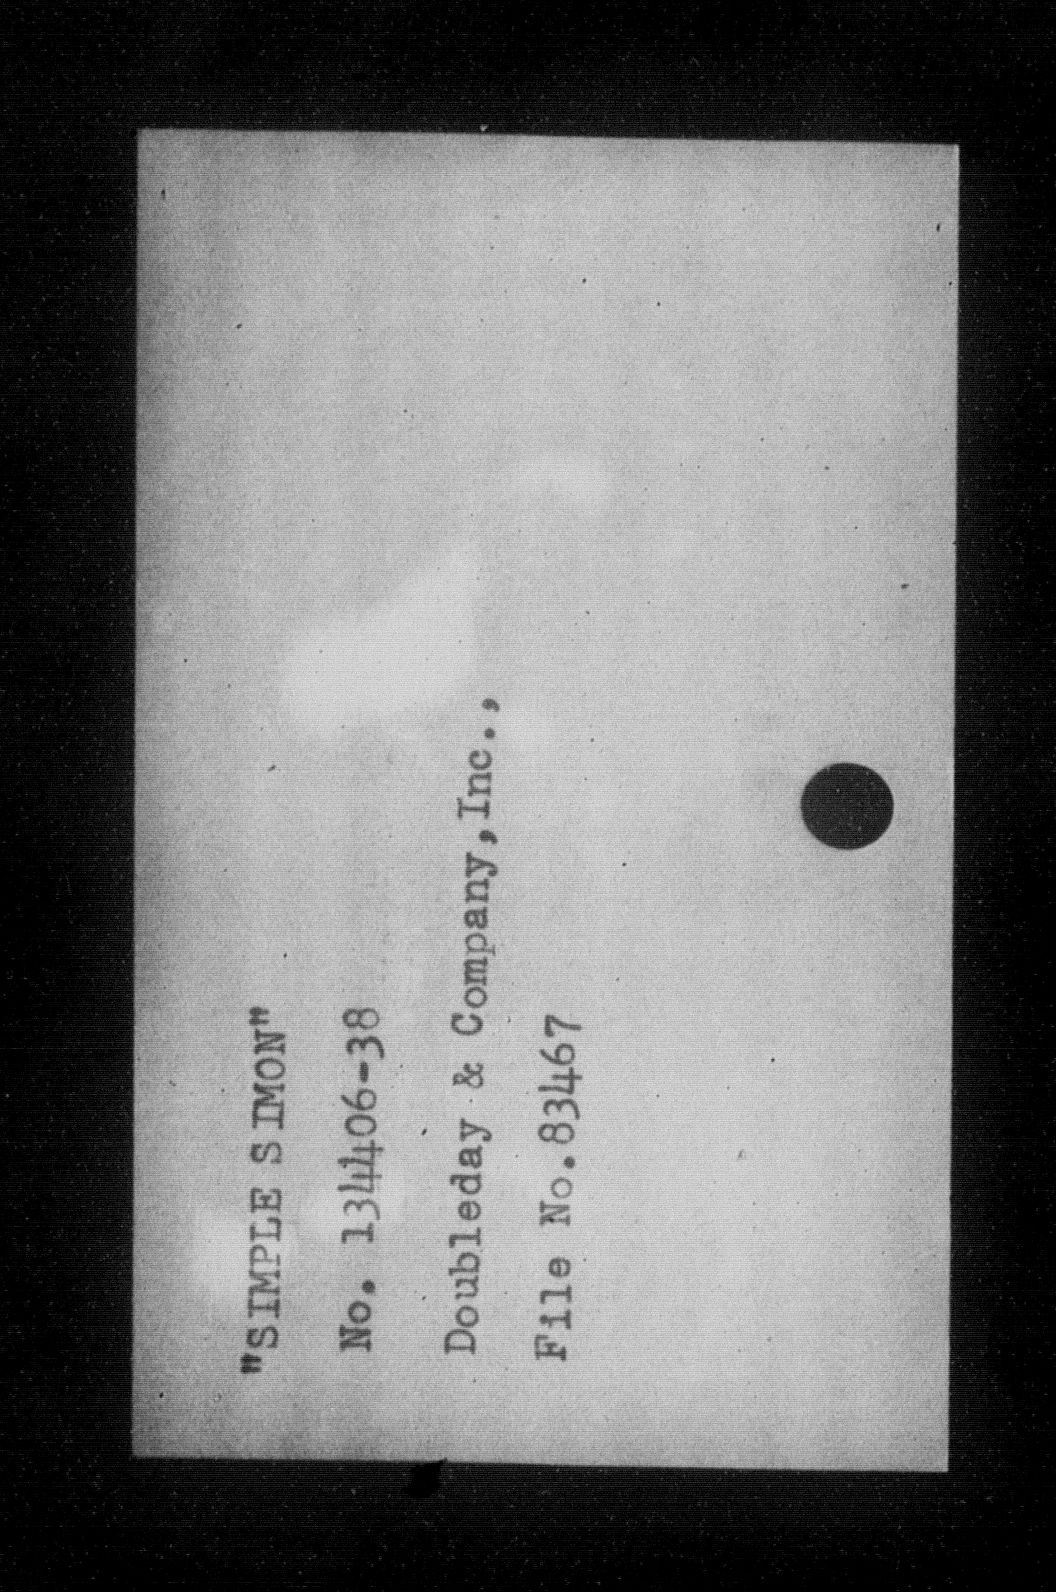 "SIMPLE SIMON"
No. 134406-38
Doubleday & Company,Inc.,
File No.83467